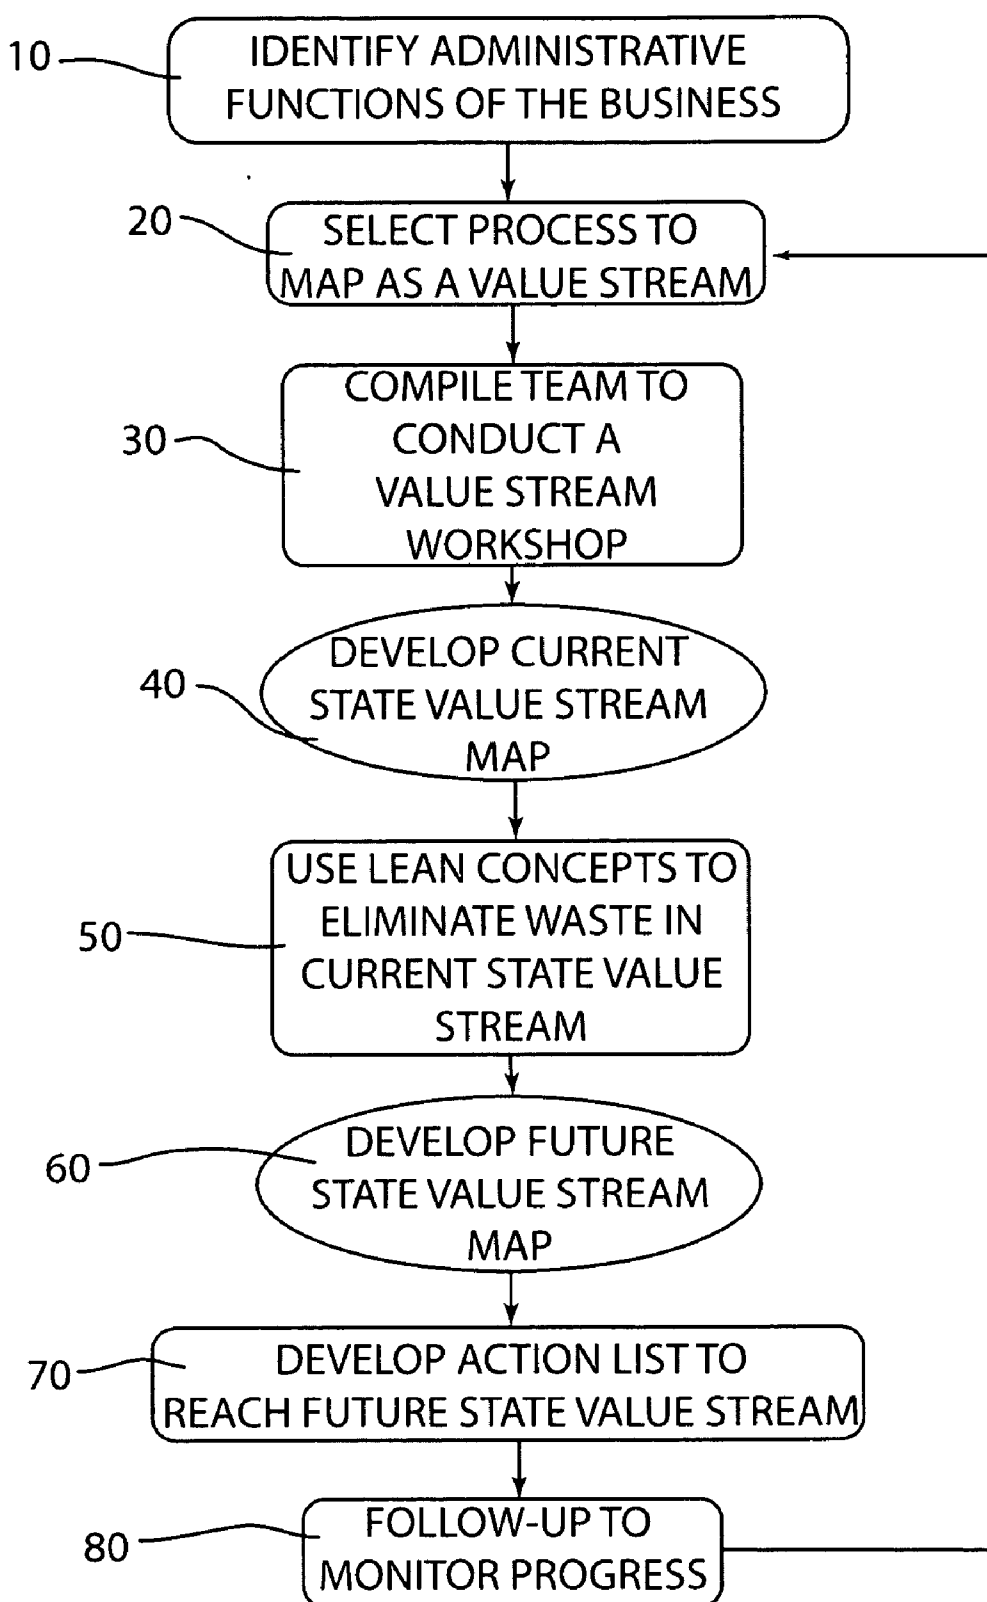 10
IDENTIFY ADMINISTRATIVE
FUNCTIONS OF THE BUSINESS
20
SELECT PROCESS TO
MAP AS A VALUE STREAM
30
COMPILE TEAM TO
CONDUCT A
VALUE STREAM
WORKSHOP
40
DEVELOP CURRENT
STATE VALUE STREAM
MAP
50
USE LEAN CONCEPTS TO
ELIMINATE WASTE IN
CURRENT STATE VALUE
STREAM
60
DEVELOP FUTURE
STATE VALUE STREAM
MAP
70
DEVELOP ACTION LIST TO
REACH FUTURE STATE VALUE STREAM
80
FOLLOW-UP TO
MONITOR PROGRESS